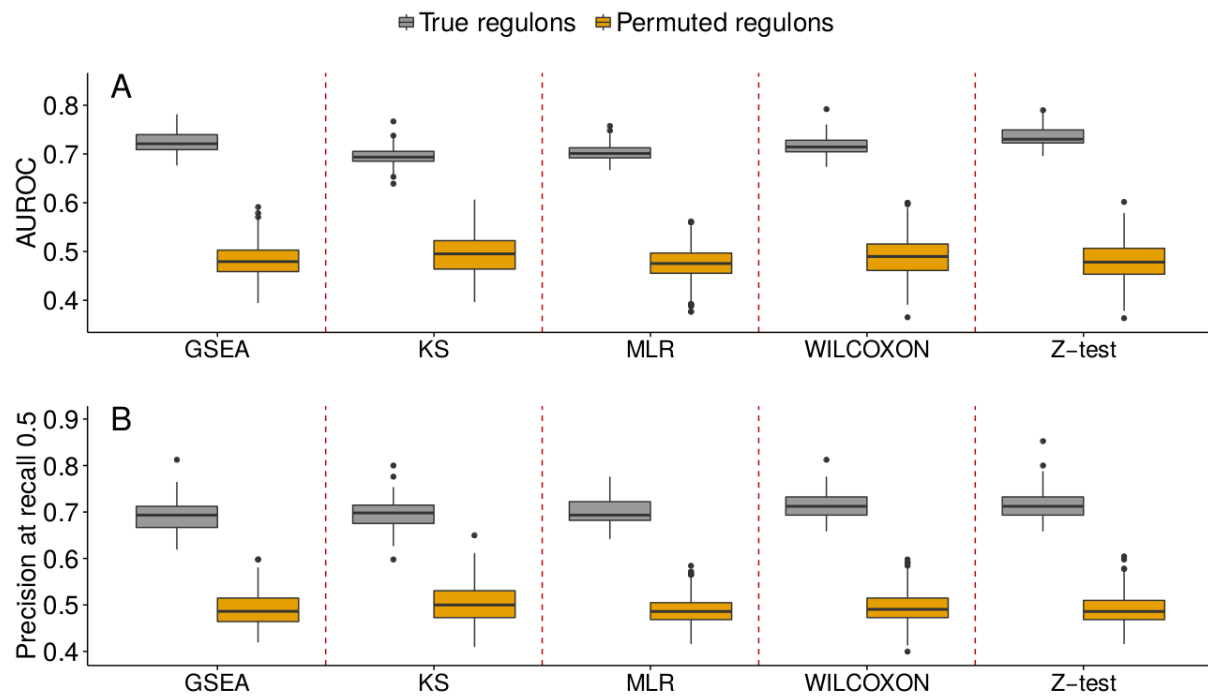 True regulons Permuted regulons
A
AUROC
0.8
0.7
0.6
0.5
0.4
GSEA KS MLR WILCOXON Z-test
B
Precision at recall 0.5
0.9
0.8
0.7
0.6
0.5
0.4
GSEA KS MLR WILCOXON Z-test